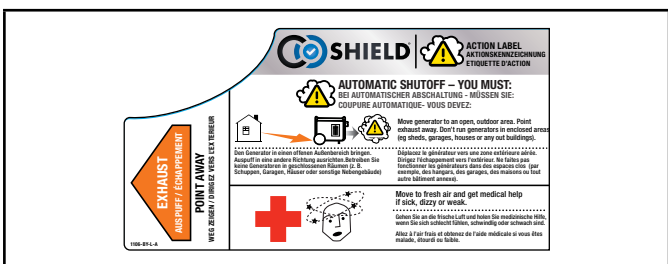 CO SHIELD®
ACTION LABEL
AKTIONSKENNZEICHNUNG
ETIQUETTE D'ACTION
AUTOMATIC SHUTOFF – YOU MUST:
BEI AUTOMATISCHER ABSCHALTUNG - MÜSSEN SIE:
COUPURE AUTOMATIQUE- VOUS DEVEZ:
Move generator to an open, outdoor area. Point
exhaust away. Don't run generators in enclosed areas
(eg sheds, garages, houses or any out buildings).
Den Generator in einen offenen Außenbereich bringen.
Auspuff in eine andere Richtung ausrichten.Betreiben Sie
keine Generatoren in geschlossenen Räumen (z. B.
Schuppen, Garagen, Häuser oder sonstige Nebengebäude)
Déplacez le générateur vers une zone extérieure aérée.
Dirigez l'échappement vers l'extérieur. Ne faites pas
fonctionner les générateurs dans des espaces clos (par
exemple, des hangars, des garages, des maisons ou tout
autre bâtiment annexe).
EXHAUST
AUSPUFF / ÉCHAPPEMENT
POINT AWAY
WEG ZEIGEN / DIRIGEZ VERS L'EXTERIEUR
Move to fresh air and get medical help
if sick, dizzy or weak.
Gehen Sie an die frische Luft und holen Sie medizinische Hilfe,
wenn Sie sich schlecht fühlen, schwindlig oder schwach sind.
Allez à l'air frais et obtenez de l'aide médicale si vous êtes
malade, étourdi ou faible.
1106-BY-L-A